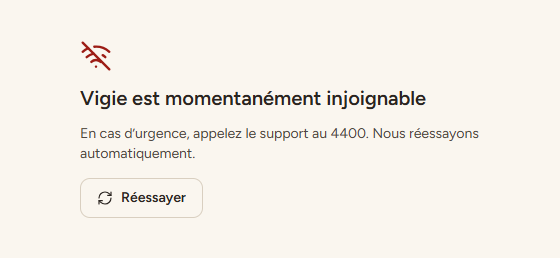 Vigie est momentanément injoignable
En cas d'urgence, appelez le support au 4400. Nous réessayons
automatiquement.
Réessayer